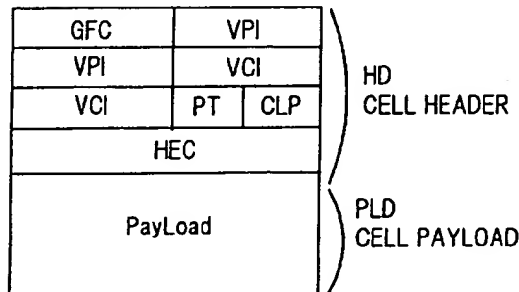 GFC VPI
VPI VCI
VCI PT CLP
HEC
HD
CELL HEADER
PayLoad
PLD
CELL PAYLOAD